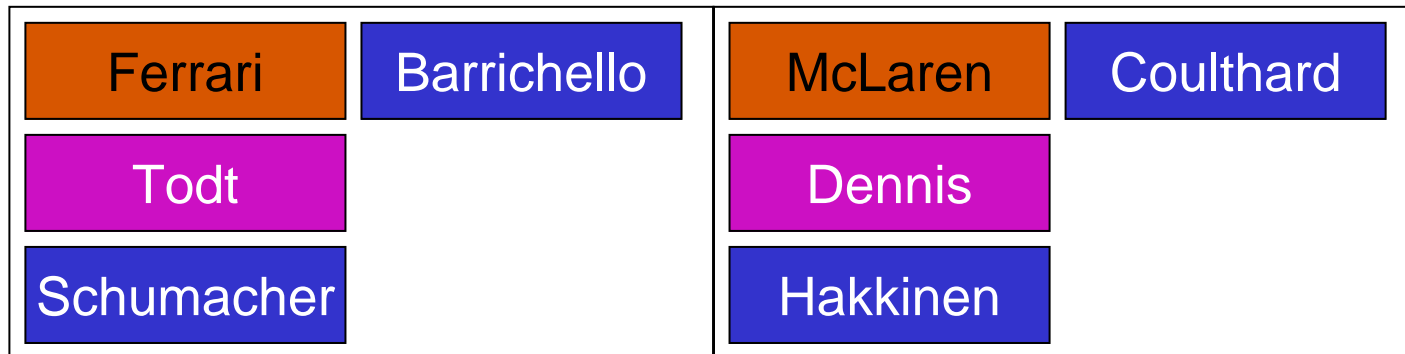 Ferrari
Todt
Schumacher
Barrichello
McLaren
Dennis
Hakkinen
Coulthard